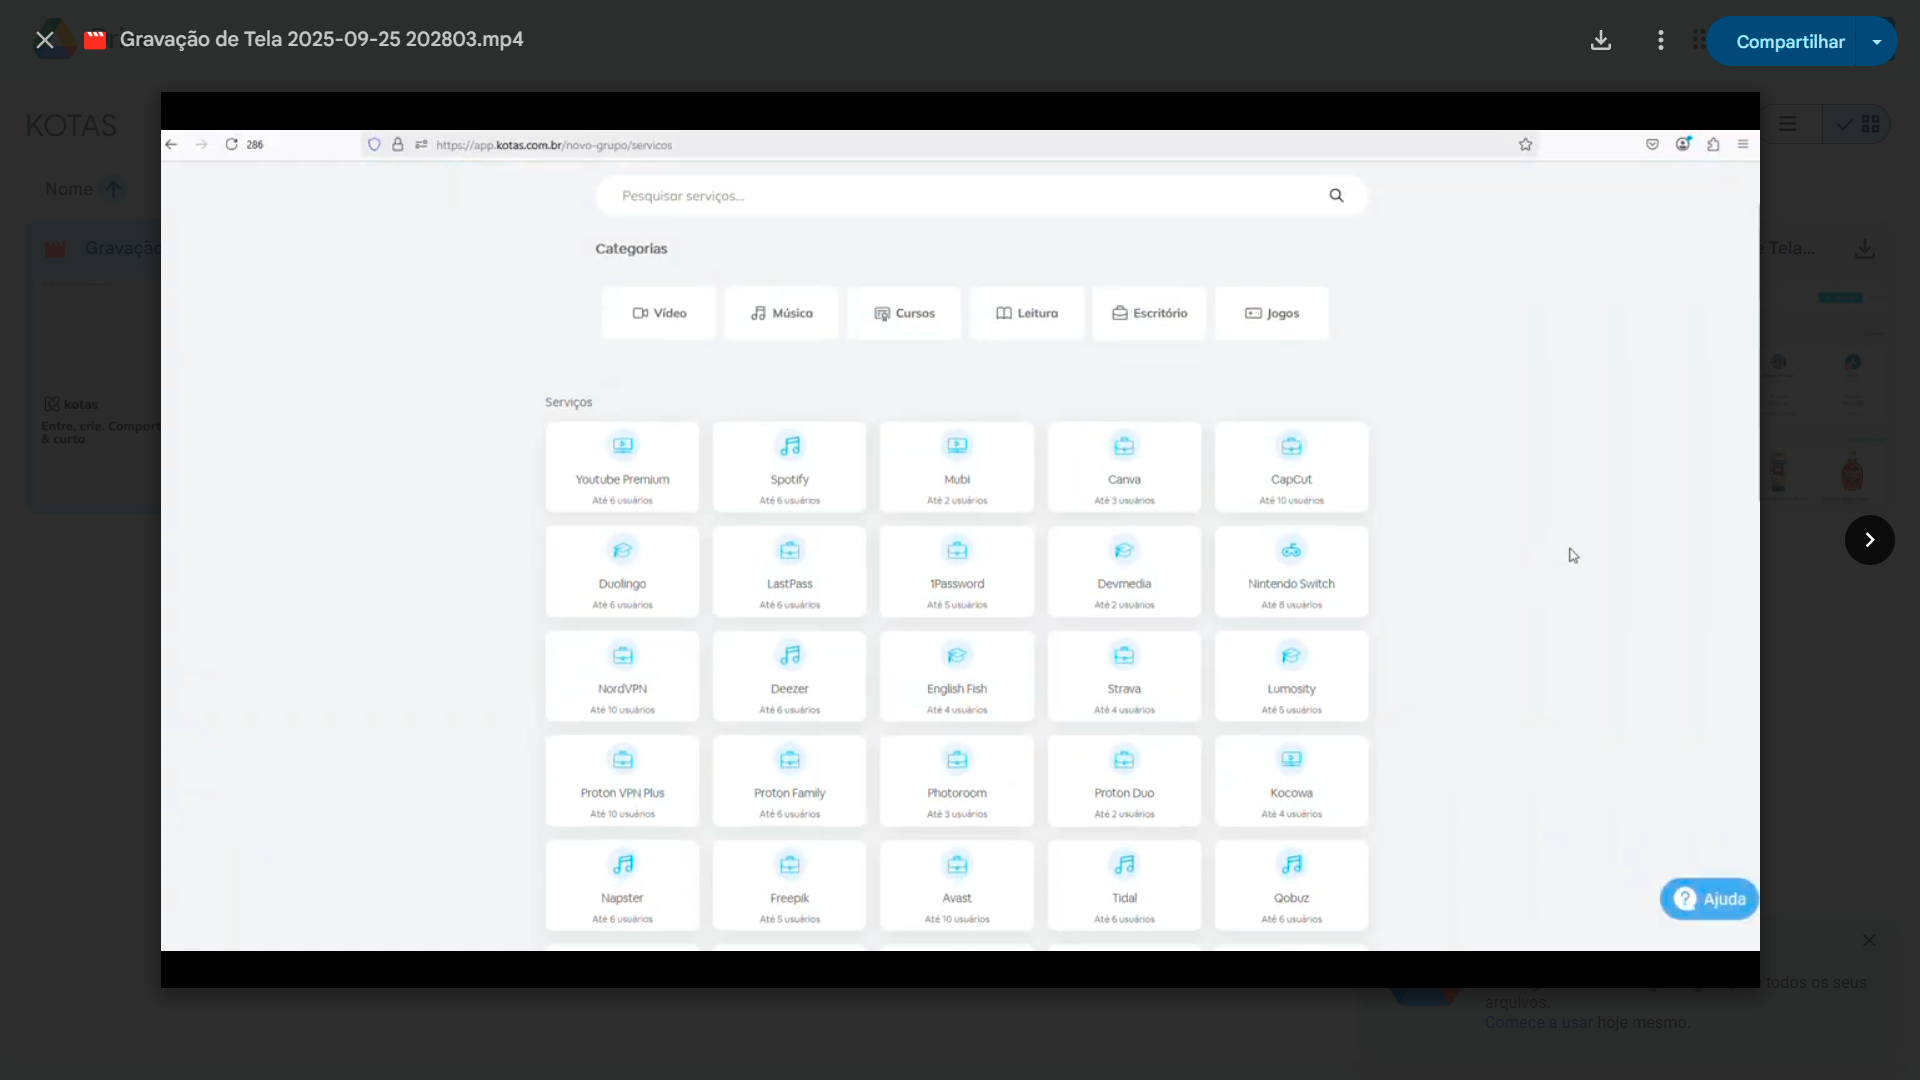 Gravação de Tela 2025-09-25 202803.mp4
Compartilhar
KOTAS
Nome
Gravação
Tela...
kotas
Entre, crie. Compart
& curta
286
https://app.kotas.com.br/novo-grupo/servicos
Pesquisar serviços...
Categorias
Vídeo
Música
Cursos
Leitura
Escritório
Jogos
Serviços
Youtube Premium
Até 6 usuários
Spotify
Até 6 usuários
Mubi
Até 2 usuários
Canva
Até 3 usuários
CapCut
Até 10 usuários
Duolingo
Até 6 usuários
LastPass
Até 6 usuários
1Password
Até 5 usuários
Devmedia
Até 2 usuários
Nintendo Switch
Até 8 usuários
NordVPN
Até 10 usuários
Deezer
Até 6 usuários
English Fish
Até 4 usuários
Strava
Até 4 usuários
Lumosity
Até 5 usuários
Proton VPN Plus
Até 10 usuários
Proton Family
Até 6 usuários
Photoroom
Até 3 usuários
Proton Duo
Até 2 usuários
Kocowa
Até 4 usuários
Napster
Até 6 usuários
Freepik
Até 5 usuários
Avast
Até 10 usuários
Tidal
Até 6 usuários
Qobuz
Até 6 usuários
Ajuda
todos os seus
arquivos.
Comece a usar hoje mesmo.